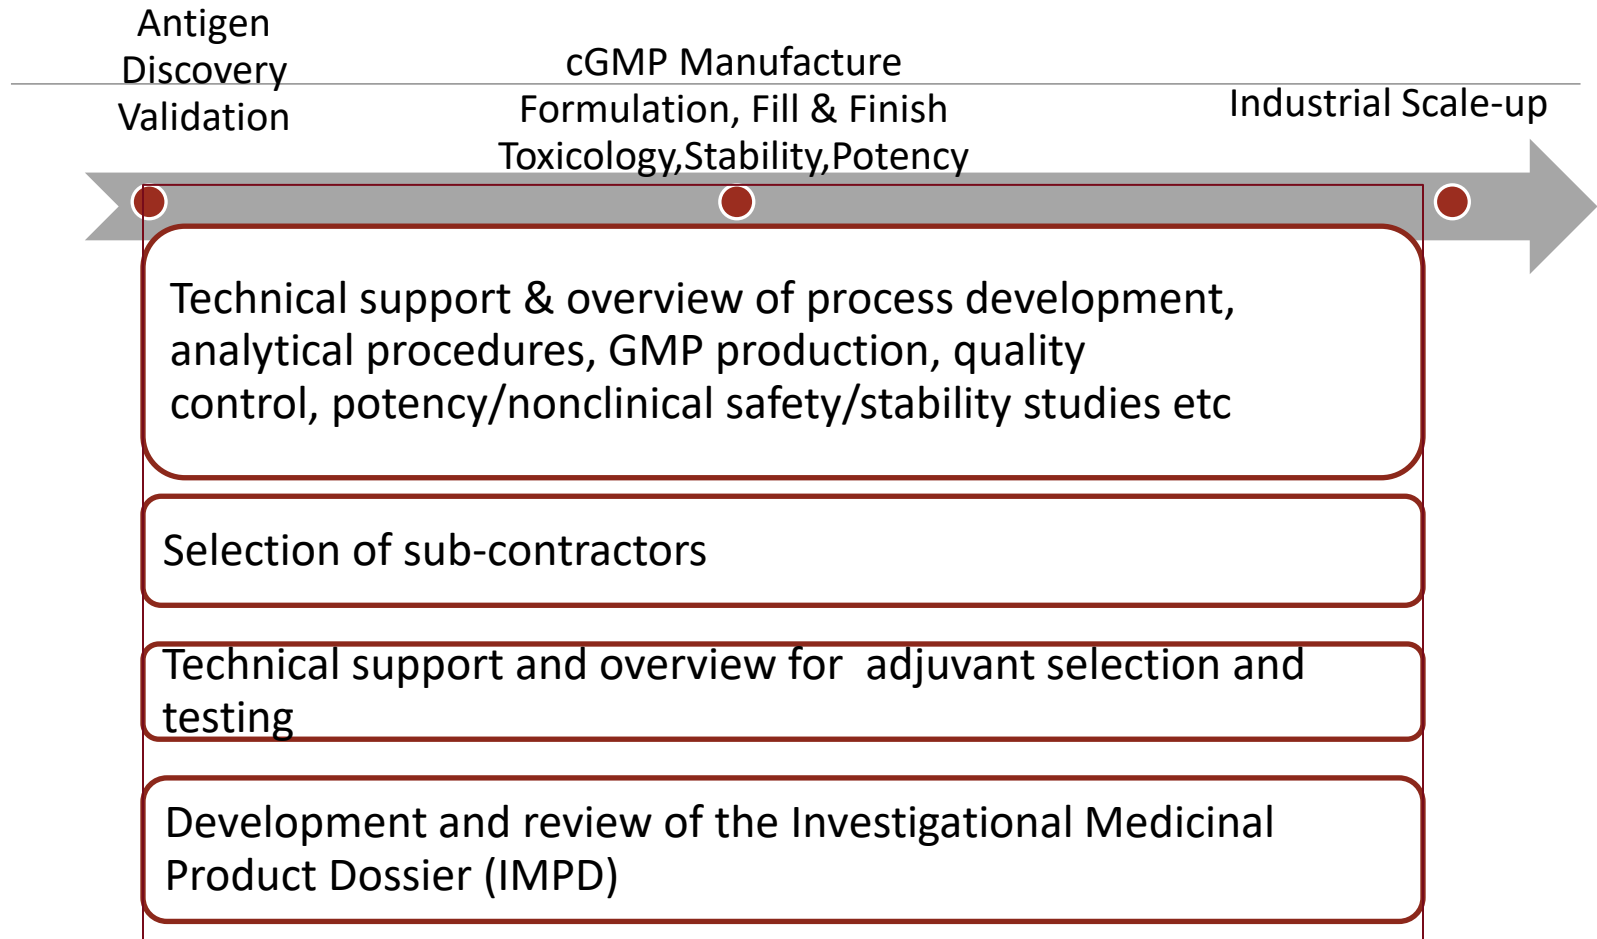 Antigen
Discovery
Validation
cGMP Manufacture
Formulation, Fill & Finish
Toxicology,Stability,Potency
Industrial Scale-up
Technical support & overview of process development,
analytical procedures, GMP production, quality
control, potency/nonclinical safety/stability studies etc
Selection of sub-contractors
Technical support and overview for  adjuvant selection and
testing
Development and review of the Investigational Medicinal
Product Dossier (IMPD)